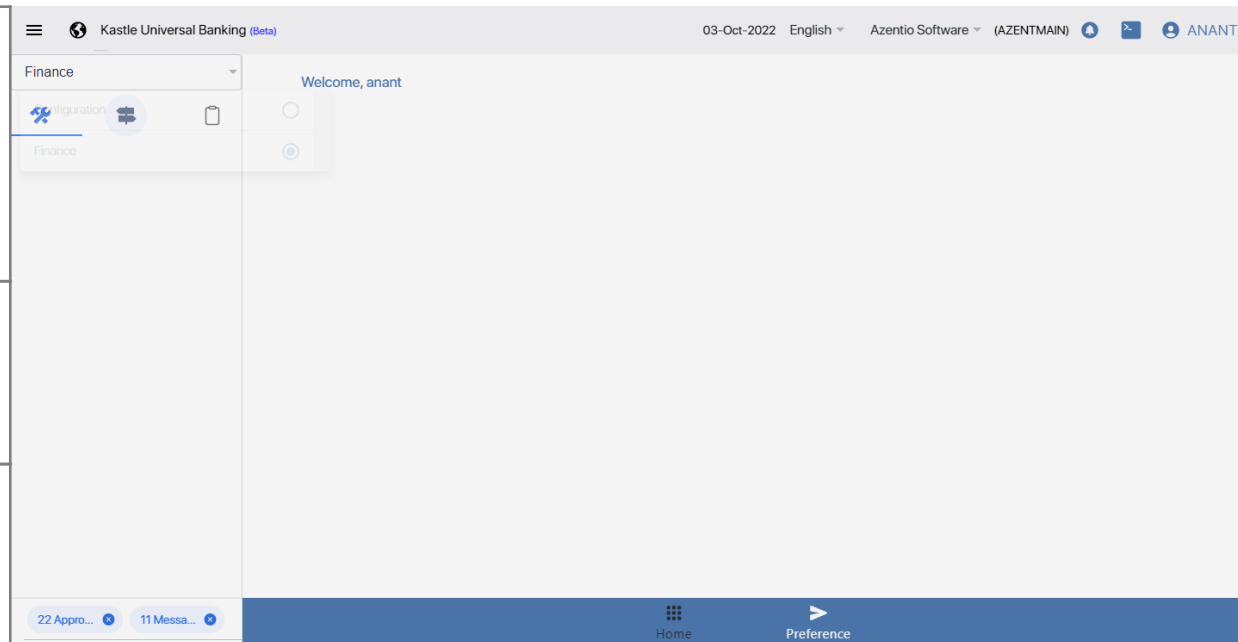 Kastle Universal Banking (Beta)
03-Oct-2022 English Azentio Software (AZENTMAIN) ANANT
Finance
Welcome, anant
Configuration
Finance
22 Appro... 11 Messa...
Home Preference